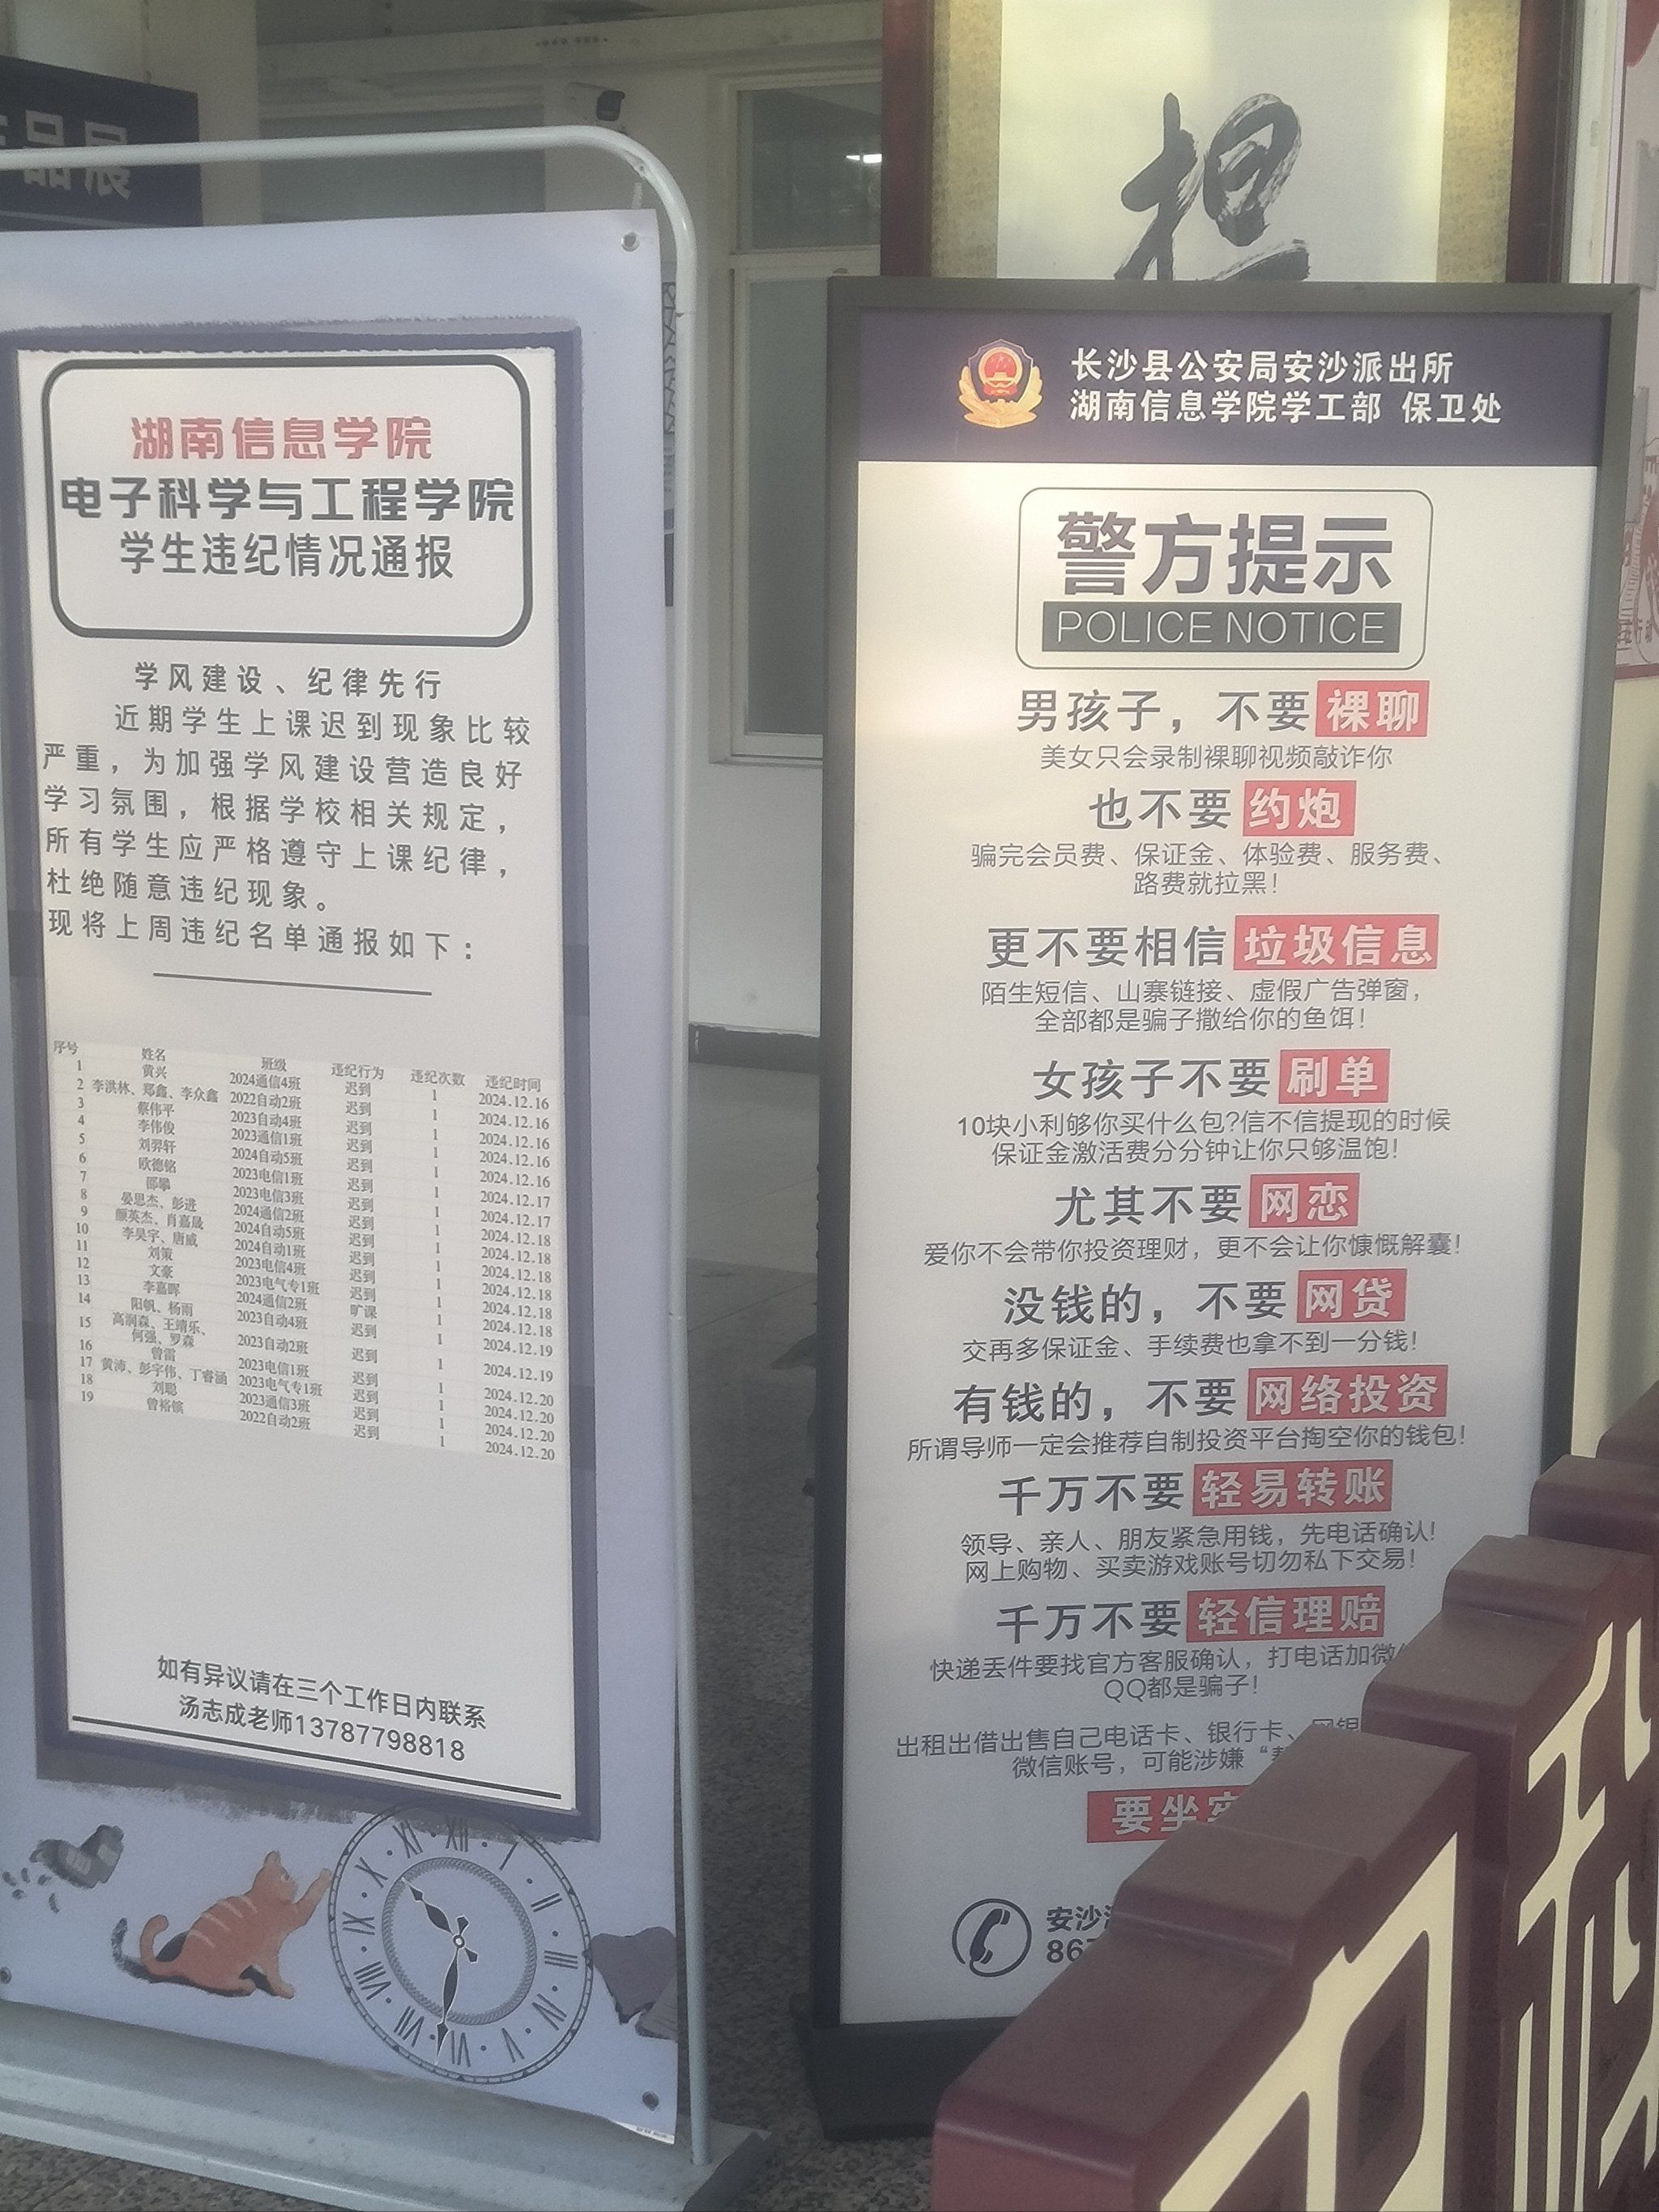 品展
担
湖南信息学院
电子科学与工程学院
学生违纪情况通报
学风建设、纪律先行
近期学生上课迟到现象比较
严重，为加强学风建设营造良好
学习氛围，根据学校相关规定，
所有学生应严格遵守上课纪律，
杜绝随意违纪现象。
现将上周违纪名单通报如下：
序号 姓名 班级 违纪行为 违纪次数 违纪时间
1 黄兴 2024通信4班 迟到 1 2024.12.16
2 李洪林、郑鑫、李众鑫 2022自动2班 迟到 1 2024.12.16
3 蔡伟平 2023自动4班 迟到 1 2024.12.16
4 李伟俊 2023通信1班 迟到 1 2024.12.16
5 刘羿轩 2024自动5班 迟到 1 2024.12.16
6 欧德铭 2023电信1班 迟到 1 2024.12.17
7 邵攀 2023电信3班 迟到 1 2024.12.17
8 晏思杰、彭进 2024通信2班 迟到 1 2024.12.18
9 颜英杰、肖嘉晟 2024自动5班 迟到 1 2024.12.18
10 李昊宇、唐威 2024自动1班 迟到 1 2024.12.18
11 刘策 2023电信4班 迟到 1 2024.12.18
12 文豪 2023电气专1班 迟到 1 2024.12.18
13 李嘉晖 2024通信2班 旷课 1 2024.12.18
14 阳帆、杨雨 2023自动4班 迟到 1 2024.12.19
15 高润森、王靖乐、
何强、罗森 2023自动2班 迟到 1 2024.12.19
16 曾雷 2023电信1班 迟到 1 2024.12.20
17 黄沛、彭宇伟、丁睿涵 2023电气专1班 迟到 1 2024.12.20
18 刘聪 2023通信3班 迟到 1 2024.12.20
19 曾裕镔 2022自动2班 迟到 1 2024.12.20
如有异议请在三个工作日内联系
汤志成老师13787798818
长沙县公安局安沙派出所
湖南信息学院学工部 保卫处
警方提示
POLICE NOTICE
男孩子，不要裸聊
美女只会录制裸聊视频敲诈你
也不要约炮
骗完会员费、保证金、体验费、服务费、
路费就拉黑！
更不要相信垃圾信息
陌生短信、山寨链接、虚假广告弹窗，
全部都是骗子撒给你的鱼饵！
女孩子不要刷单
10块小利够你买什么包?信不信提现的时候
保证金激活费分分钟让你只够温饱！
尤其不要网恋
爱你不会带你投资理财，更不会让你慷慨解囊！
没钱的，不要网贷
交再多保证金、手续费也拿不到一分钱！
有钱的，不要网络投资
所谓导师一定会推荐自制投资平台掏空你的钱包！
千万不要轻易转账
领导、亲人、朋友紧急用钱，先电话确认！
网上购物、买卖游戏账号切勿私下交易！
千万不要轻信理赔
快递丢件要找官方客服确认，打电话加微
QQ都是骗子！
出租出借出售自己电话卡、银行卡、网银
微信账号，可能涉嫌“
要坐牢
安沙
86